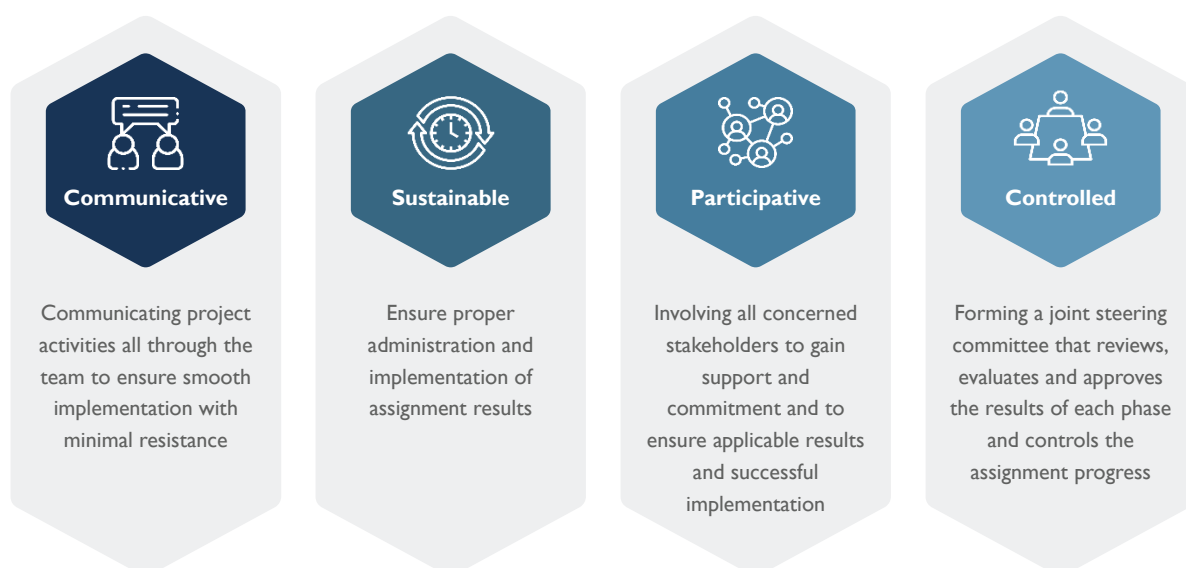 Communicative
Communicating project
activities all through the
team to ensure smooth
implementation with
minimal resistance
Sustainable
Ensure proper
administration and
implementation of
assignment results
Participative
Involving all concerned
stakeholders to gain
support and
commitment and to
ensure applicable results
and successful
implementation
Controlled
Forming a joint steering
committee that reviews,
evaluates and approves
the results of each phase
and controls the
assignment progress